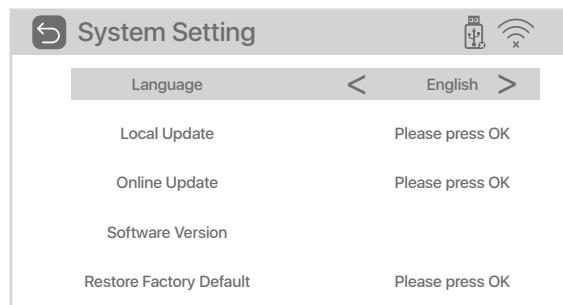 System Setting
Language < English >
Local Update Please press OK
Online Update Please press OK
Software Version
Restore Factory Default Please press OK